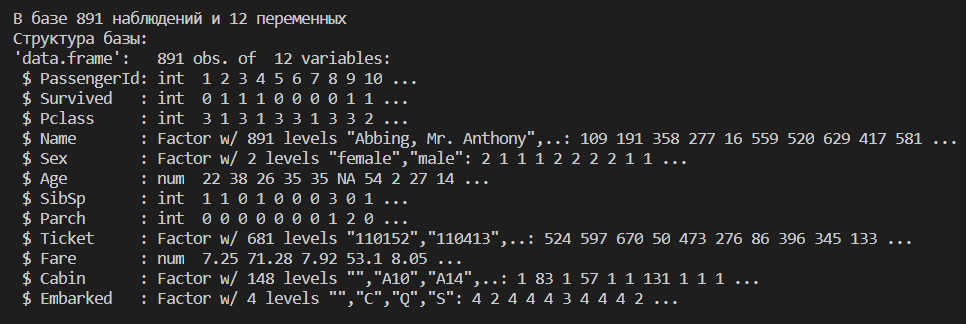 В базе 891 наблюдений и 12 переменных
Структура базы:
'data.frame':   891 obs. of  12 variables:
 $ PassengerId: int  1 2 3 4 5 6 7 8 9 10 ...
 $ Survived   : int  0 1 1 1 0 0 0 0 1 1 ...
 $ Pclass     : int  3 1 3 1 3 3 1 3 3 2 ...
 $ Name       : Factor w/ 891 levels "Abbing, Mr. Anthony",..: 109 191 358 277 16 559 520 629 417 581 ...
 $ Sex        : Factor w/ 2 levels "female","male": 2 1 1 1 2 2 2 2 1 1 ...
 $ Age        : num  22 38 26 35 35 NA 54 2 27 14 ...
 $ SibSp      : int  1 1 0 1 0 0 0 3 0 1 ...
 $ Parch      : int  0 0 0 0 0 0 0 1 2 0 ...
 $ Ticket     : Factor w/ 681 levels "110152","110413",..: 524 597 670 50 473 276 86 396 345 133 ...
 $ Fare       : num  7.25 71.28 7.92 53.1 8.05 ...
 $ Cabin      : Factor w/ 148 levels "","A10","A14",..: 1 83 1 57 1 1 131 1 1 1 ...
 $ Embarked   : Factor w/ 4 levels "","C","Q","S": 4 2 4 4 4 3 4 4 4 2 ...